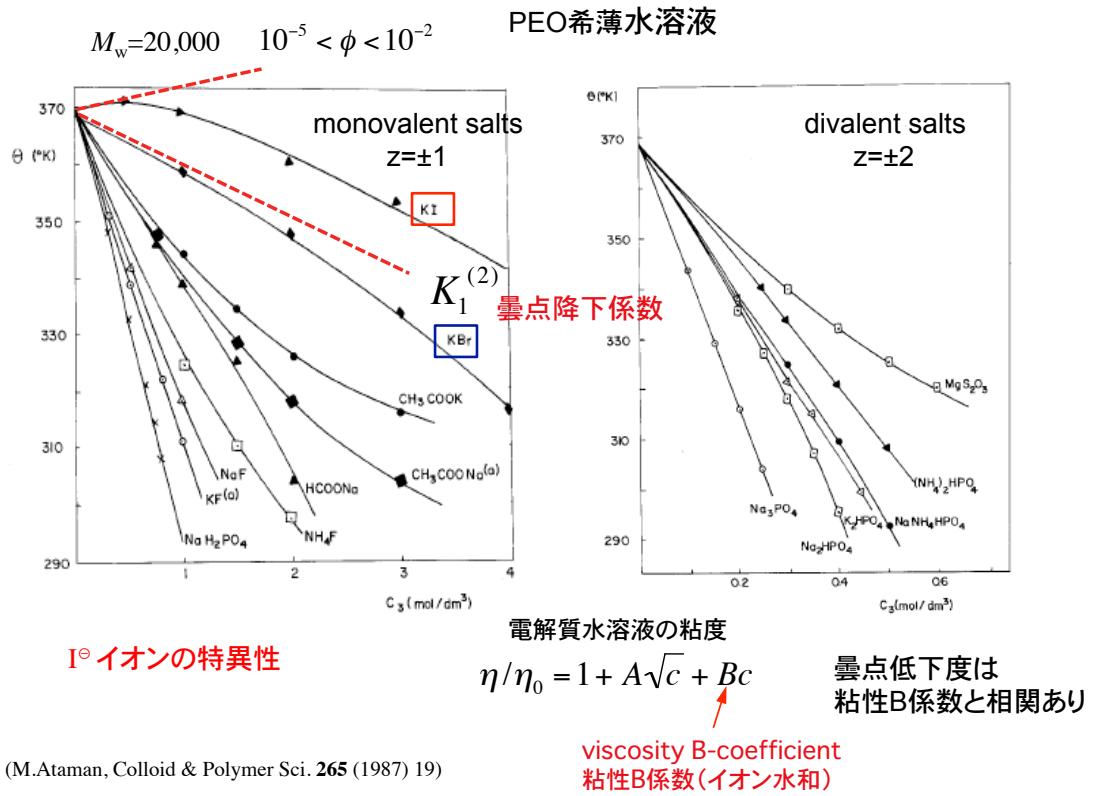 PEO希薄水溶液
M_w=20,000 10^{-5} < ϕ < 10^{-2}
monovalent salts
z=±1
θ (°K)
370
350
330
310
290
1
2
3
4
C₃ (mol/dm³)
KI
KBr
K_1^{(2)} 曇点降下係数
CH₃COOK
CH₃COONa(a)
HCOONa
NH₄F
NaF
KF(a)
NaH₂PO₄
divalent salts
z=±2
θ(°K)
370
350
330
310
290
0.2
0.4
0.6
C₃(mol/dm³)
MgS₂O₃
(NH₄)₂HPO₄
NaNH₄HPO₄
K₂HPO₄
Na₂HPO₄
Na₃PO₄
I⊖ イオンの特異性
電解質水溶液の粘度
η/η₀ = 1 + A√c + Bc
曇点低下度は
粘性B係数と相関あり
viscosity B-coefficient
粘性B係数(イオン水和)
(M.Ataman, Colloid & Polymer Sci. 265 (1987) 19)